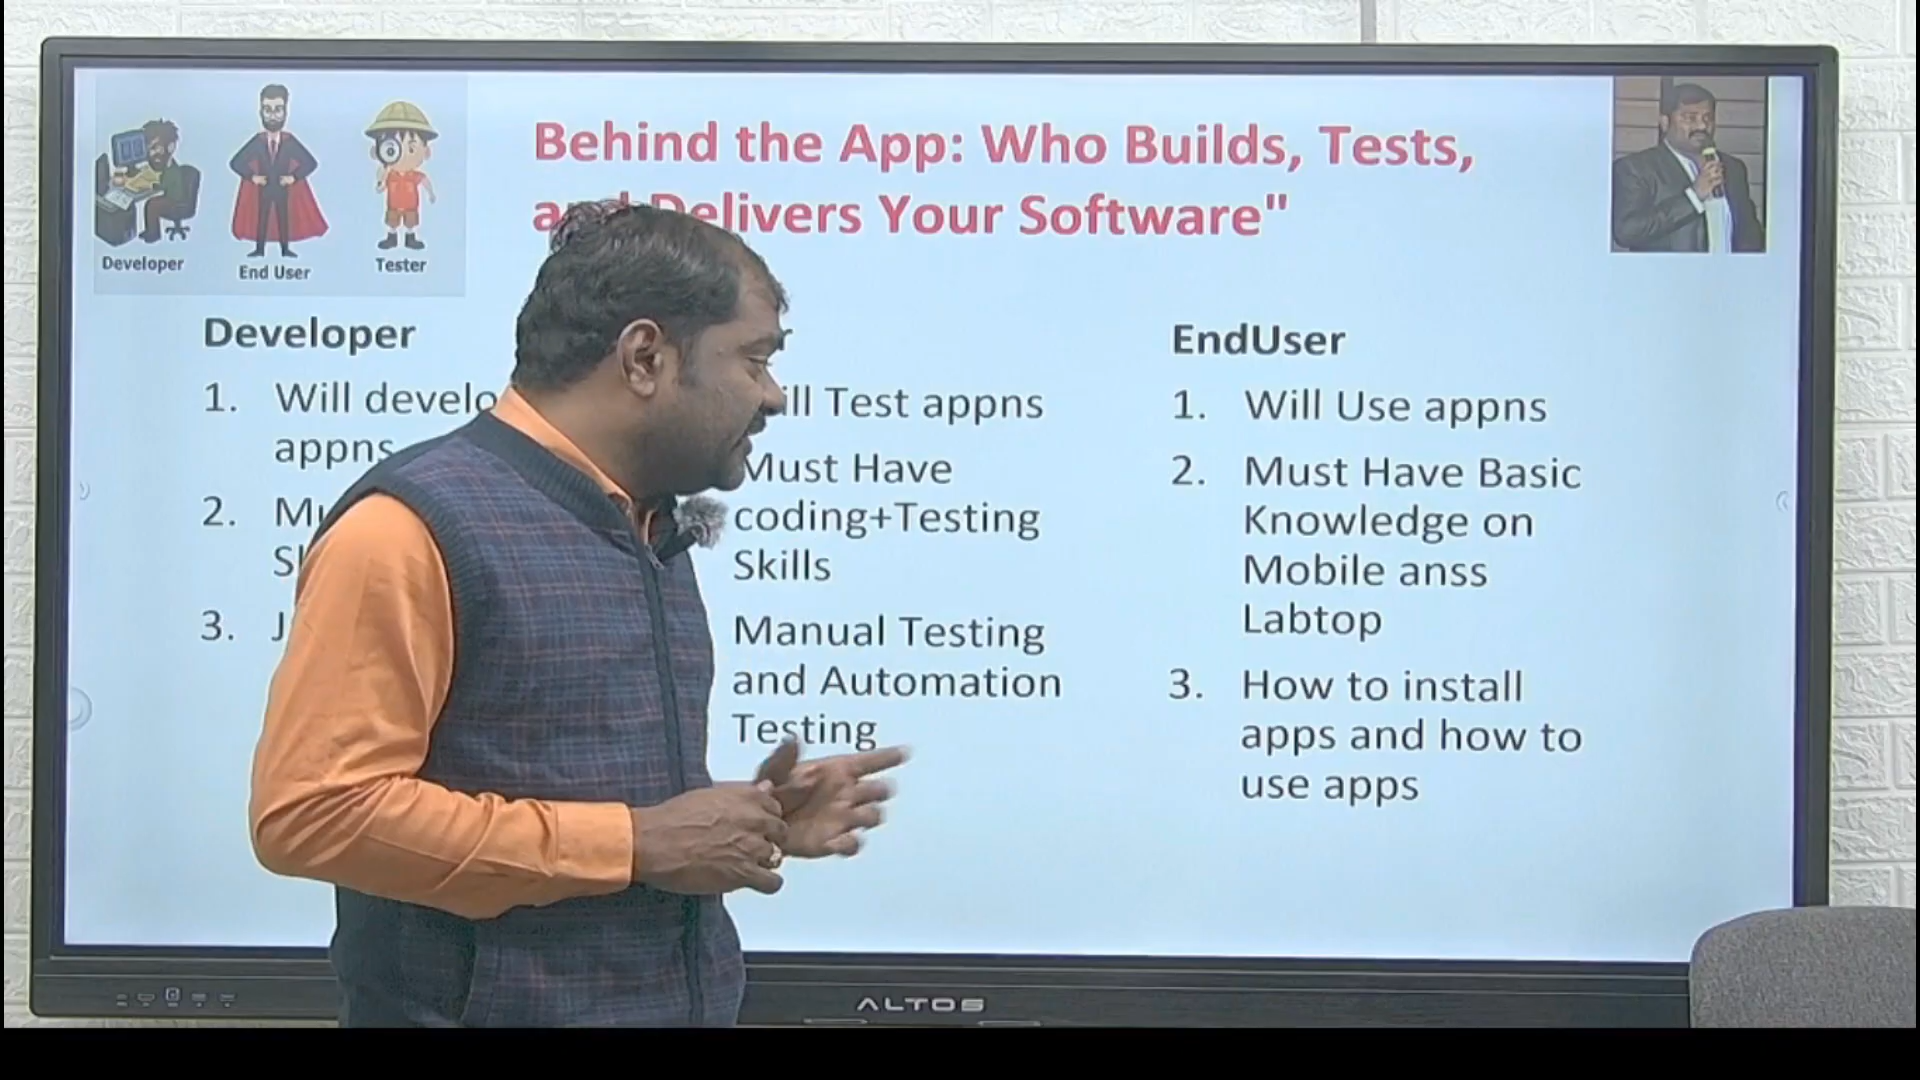 Behind the App: Who Builds, Tests,
Delivers Your Software"
Developer
End User
Tester
Developer
1. Will
appns
2.
3.
ill Test appns
Must Have
coding+Testing
Skills
Manual Testing
and Automation
Testing
EndUser
1. Will Use appns
2. Must Have Basic
Knowledge on
Mobile anss
Labtop
3. How to install
apps and how to
use apps
ALTOS